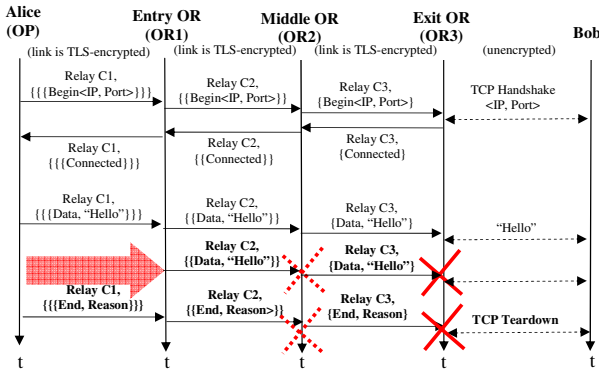 Alice
(OP)
Entry OR
(OR1)
Middle OR
(OR2)
Exit OR
(OR3)
Bob
(link is TLS-encrypted)
(link is TLS-encrypted)
(link is TLS-encrypted)
(unencrypted)
Relay C1,
{{{Begin<IP, Port>}}}
Relay C2,
{{Begin<IP, Port>}}
Relay C3,
{Begin<IP, Port>}
TCP Handshake
<IP, Port>
Relay C1,
{{{Connected}}}
Relay C2,
{{Connected}}
Relay C3,
{Connected}
Relay C1,
{{{Data, “Hello”}}}
Relay C2,
{{Data, “Hello”}}
Relay C3,
{Data, “Hello”}
“Hello”
Relay C2,
{{Data, “Hello”}}
Relay C3,
{Data, “Hello”}
Relay C1,
{{{End, Reason}}}
Relay C2,
{{End, Reason>}}
Relay C3,
{End, Reason}
TCP Teardown
t
t
t
t
t